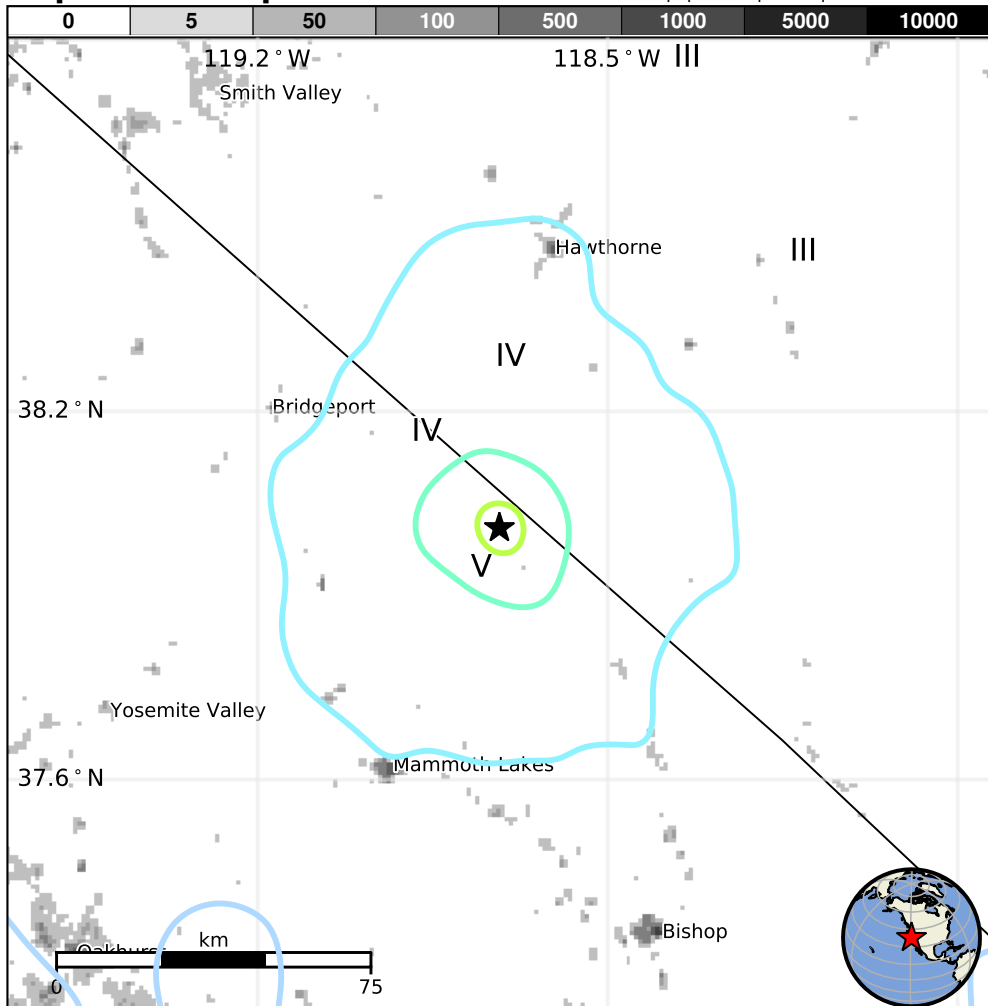 0 5 50 100 500 1000 5000 10000
119.2°W 118.5°W III
Smith Valley
Hawthorne
III
IV
38.2°N
Bridgeport
IV
V
Yosemite Valley
Mammoth Lakes
37.6°N
Bishop
km
Oakhurst
0 75